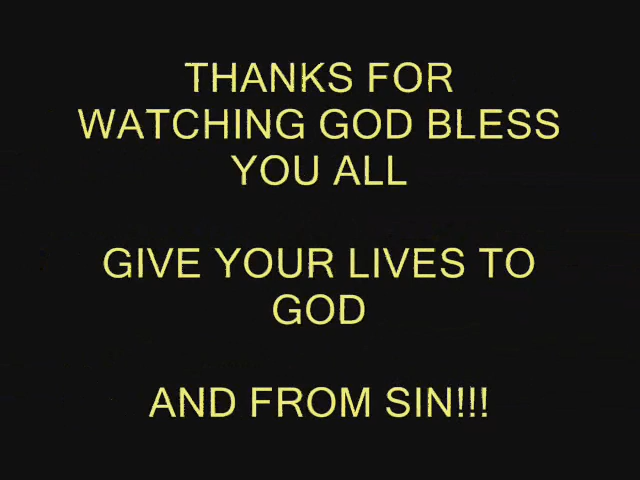 THANKS FOR
WATCHING GOD BLESS
YOU ALL
GIVE YOUR LIVES TO
GOD
AND FROM SIN!!!